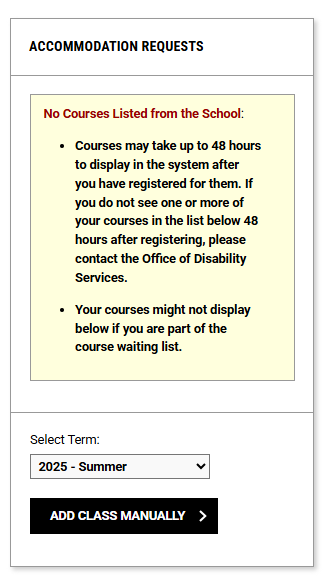 ACCOMMODATION REQUESTS
No Courses Listed from the School:
• Courses may take up to 48 hours
to display in the system after
you have registered for them. If
you do not see one or more of
your courses in the list below 48
hours after registering, please
contact the Office of Disability
Services.
• Your courses might not display
below if you are part of the
course waiting list.
Select Term:
2025 - Summer
ADD CLASS MANUALLY